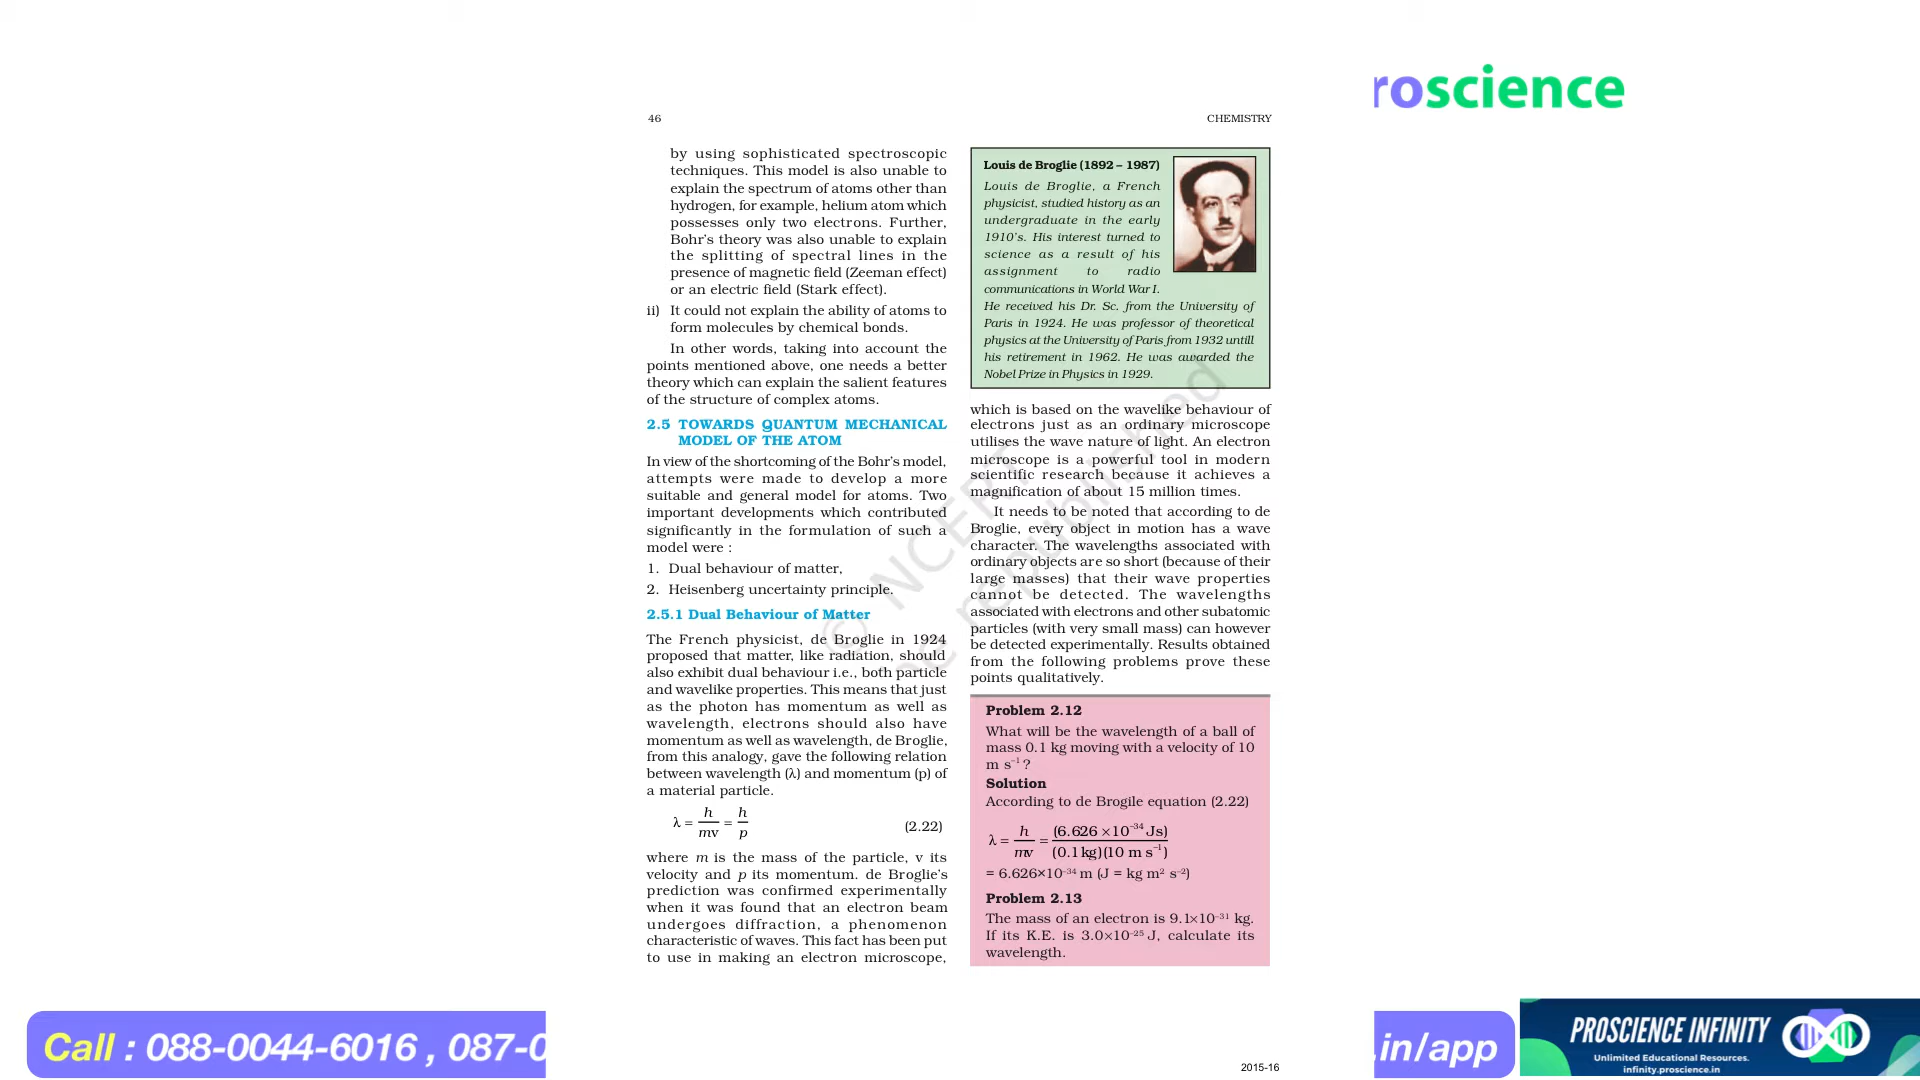 roscience
46
CHEMISTRY
by using sophisticated spectroscopic
techniques. This model is also unable to
explain the spectrum of atoms other than
hydrogen, for example, helium atom which
possesses only two electrons. Further,
Bohr's theory was also unable to explain
the splitting of spectral lines in the
presence of magnetic field (Zeeman effect)
or an electric field (Stark effect).
ii) It could not explain the ability of atoms to
form molecules by chemical bonds.
In other words, taking into account the
points mentioned above, one needs a better
theory which can explain the salient features
of the structure of complex atoms.
2.5 TOWARDS QUANTUM MECHANICAL
MODEL OF THE ATOM
In view of the shortcoming of the Bohr's model,
attempts were made to develop a more
suitable and general model for atoms. Two
important developments which contributed
significantly in the formulation of such a
model were :
1. Dual behaviour of matter,
2. Heisenberg uncertainty principle.
2.5.1 Dual Behaviour of Matter
The French physicist, de Broglie in 1924
proposed that matter, like radiation, should
also exhibit dual behaviour i.e., both particle
and wavelike properties. This means that just
as the photon has momentum as well as
wavelength, electrons should also have
momentum as well as wavelength, de Broglie,
from this analogy, gave the following relation
between wavelength (λ) and momentum (p) of
a material particle.
λ = h/mv = h/p (2.22)
where m is the mass of the particle, v its
velocity and p its momentum. de Broglie's
prediction was confirmed experimentally
when it was found that an electron beam
undergoes diffraction, a phenomenon
characteristic of waves. This fact has been put
to use in making an electron microscope,
Louis de Broglie (1892 – 1987)
Louis de Broglie, a French
physicist, studied history as an
undergraduate in the early
1910's. His interest turned to
science as a result of his
assignment to radio
communications in World War I.
He received his Dr. Sc. from the University of
Paris in 1924. He was professor of theoretical
physics at the University of Paris from 1932 untill
his retirement in 1962. He was awarded the
Nobel Prize in Physics in 1929.
which is based on the wavelike behaviour of
electrons just as an ordinary microscope
utilises the wave nature of light. An electron
microscope is a powerful tool in modern
scientific research because it achieves a
magnification of about 15 million times.
It needs to be noted that according to de
Broglie, every object in motion has a wave
character. The wavelengths associated with
ordinary objects are so short (because of their
large masses) that their wave properties
cannot be detected. The wavelengths
associated with electrons and other subatomic
particles (with very small mass) can however
be detected experimentally. Results obtained
from the following problems prove these
points qualitatively.
Problem 2.12
What will be the wavelength of a ball of
mass 0.1 kg moving with a velocity of 10
m s⁻¹ ?
Solution
According to de Brogile equation (2.22)
λ = h/mv = (6.626 ×10⁻³⁴ Js)/(0.1kg)(10 m s⁻¹)
= 6.626×10⁻³⁴ m (J = kg m² s⁻²)
Problem 2.13
The mass of an electron is 9.1×10⁻³¹ kg.
If its K.E. is 3.0×10⁻²⁵ J, calculate its
wavelength.
© NCERT
be republished
Call : 088-0044-6016 , 087-0
.in/app
PROSCIENCE INFINITY
Unlimited Educational Resources.
infinity.proscience.in
2015-16